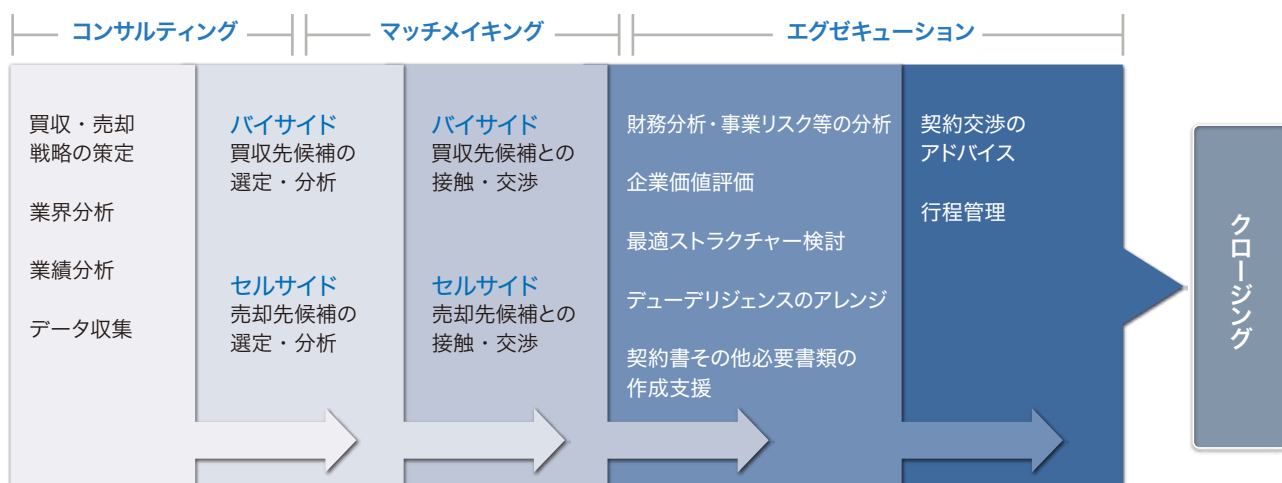 コンサルティング
マッチメイキング
エグゼキューション
買収・売却
戦略の策定
業界分析
業績分析
データ収集
バイサイド
買収先候補の
選定・分析
セルサイド
売却先候補の
選定・分析
バイサイド
買収先候補との
接触・交渉
セルサイド
売却先候補との
接触・交渉
財務分析・事業リスク等の分析
企業価値評価
最適ストラクチャー検討
デューデリジェンスのアレンジ
契約書その他必要書類の
作成支援
契約交渉の
アドバイス
行程管理
クロージング